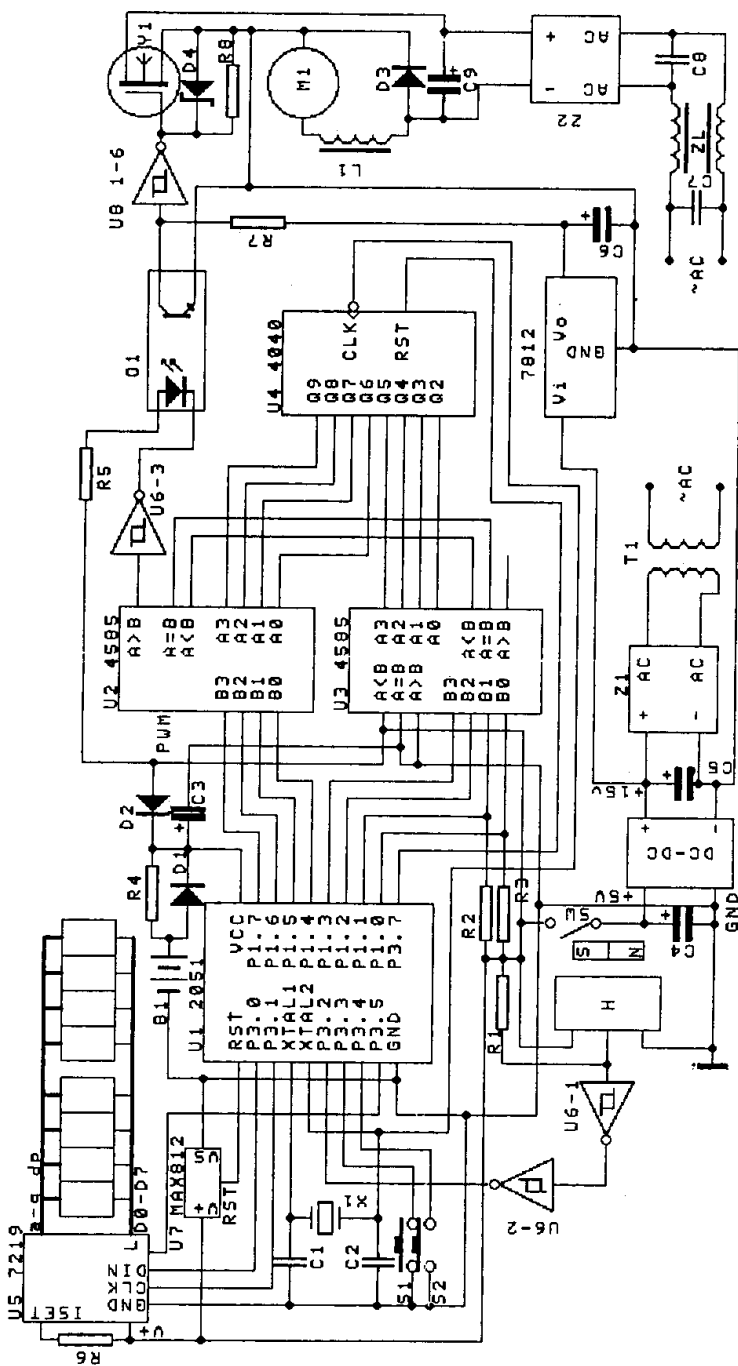 U5 7219
ISET
V+
R6
a-g dp
D0-D7
L
DIN
CLK
GND
U7 MAX812
VS
+
RST
C1
C2
X1
S1
S2
B1
R4
D1
D2
C3
U1 2051
RST
P3.0
P3.1
XTAL1
XTAL2
P3.2
P3.3
P3.4
P3.5
GND
VCC
P1.7
P1.6
P1.5
P1.4
P1.3
P1.2
P1.1
P1.0
P3.7
U6-2
U6-1
R1
R2
R3
H
S
N
SW
+5V
C4
GND
DC-DC
+
-
+15V
C5
Z1
+
-
AC
AC
T1
~AC
PWM
U2 4585
A>B
A=B
A<B
A3
A2
A1
A0
B3
B2
B1
B0
U3 4585
A<B
A=B
A>B
B3
B2
B1
B0
A3
A2
A1
A0
A<B
A=B
A>B
R5
U6-3
O1
U4 4040
Q9
Q8
Q7
Q6
Q5
Q4
Q3
Q2
CLK
RST
7812
Vi
Vo
GND
C6
R7
U8 1-6
Y1
D4
R8
M1
L1
D3
C9
Z2
+
-
AC
AC
C8
ZL
C7
~AC